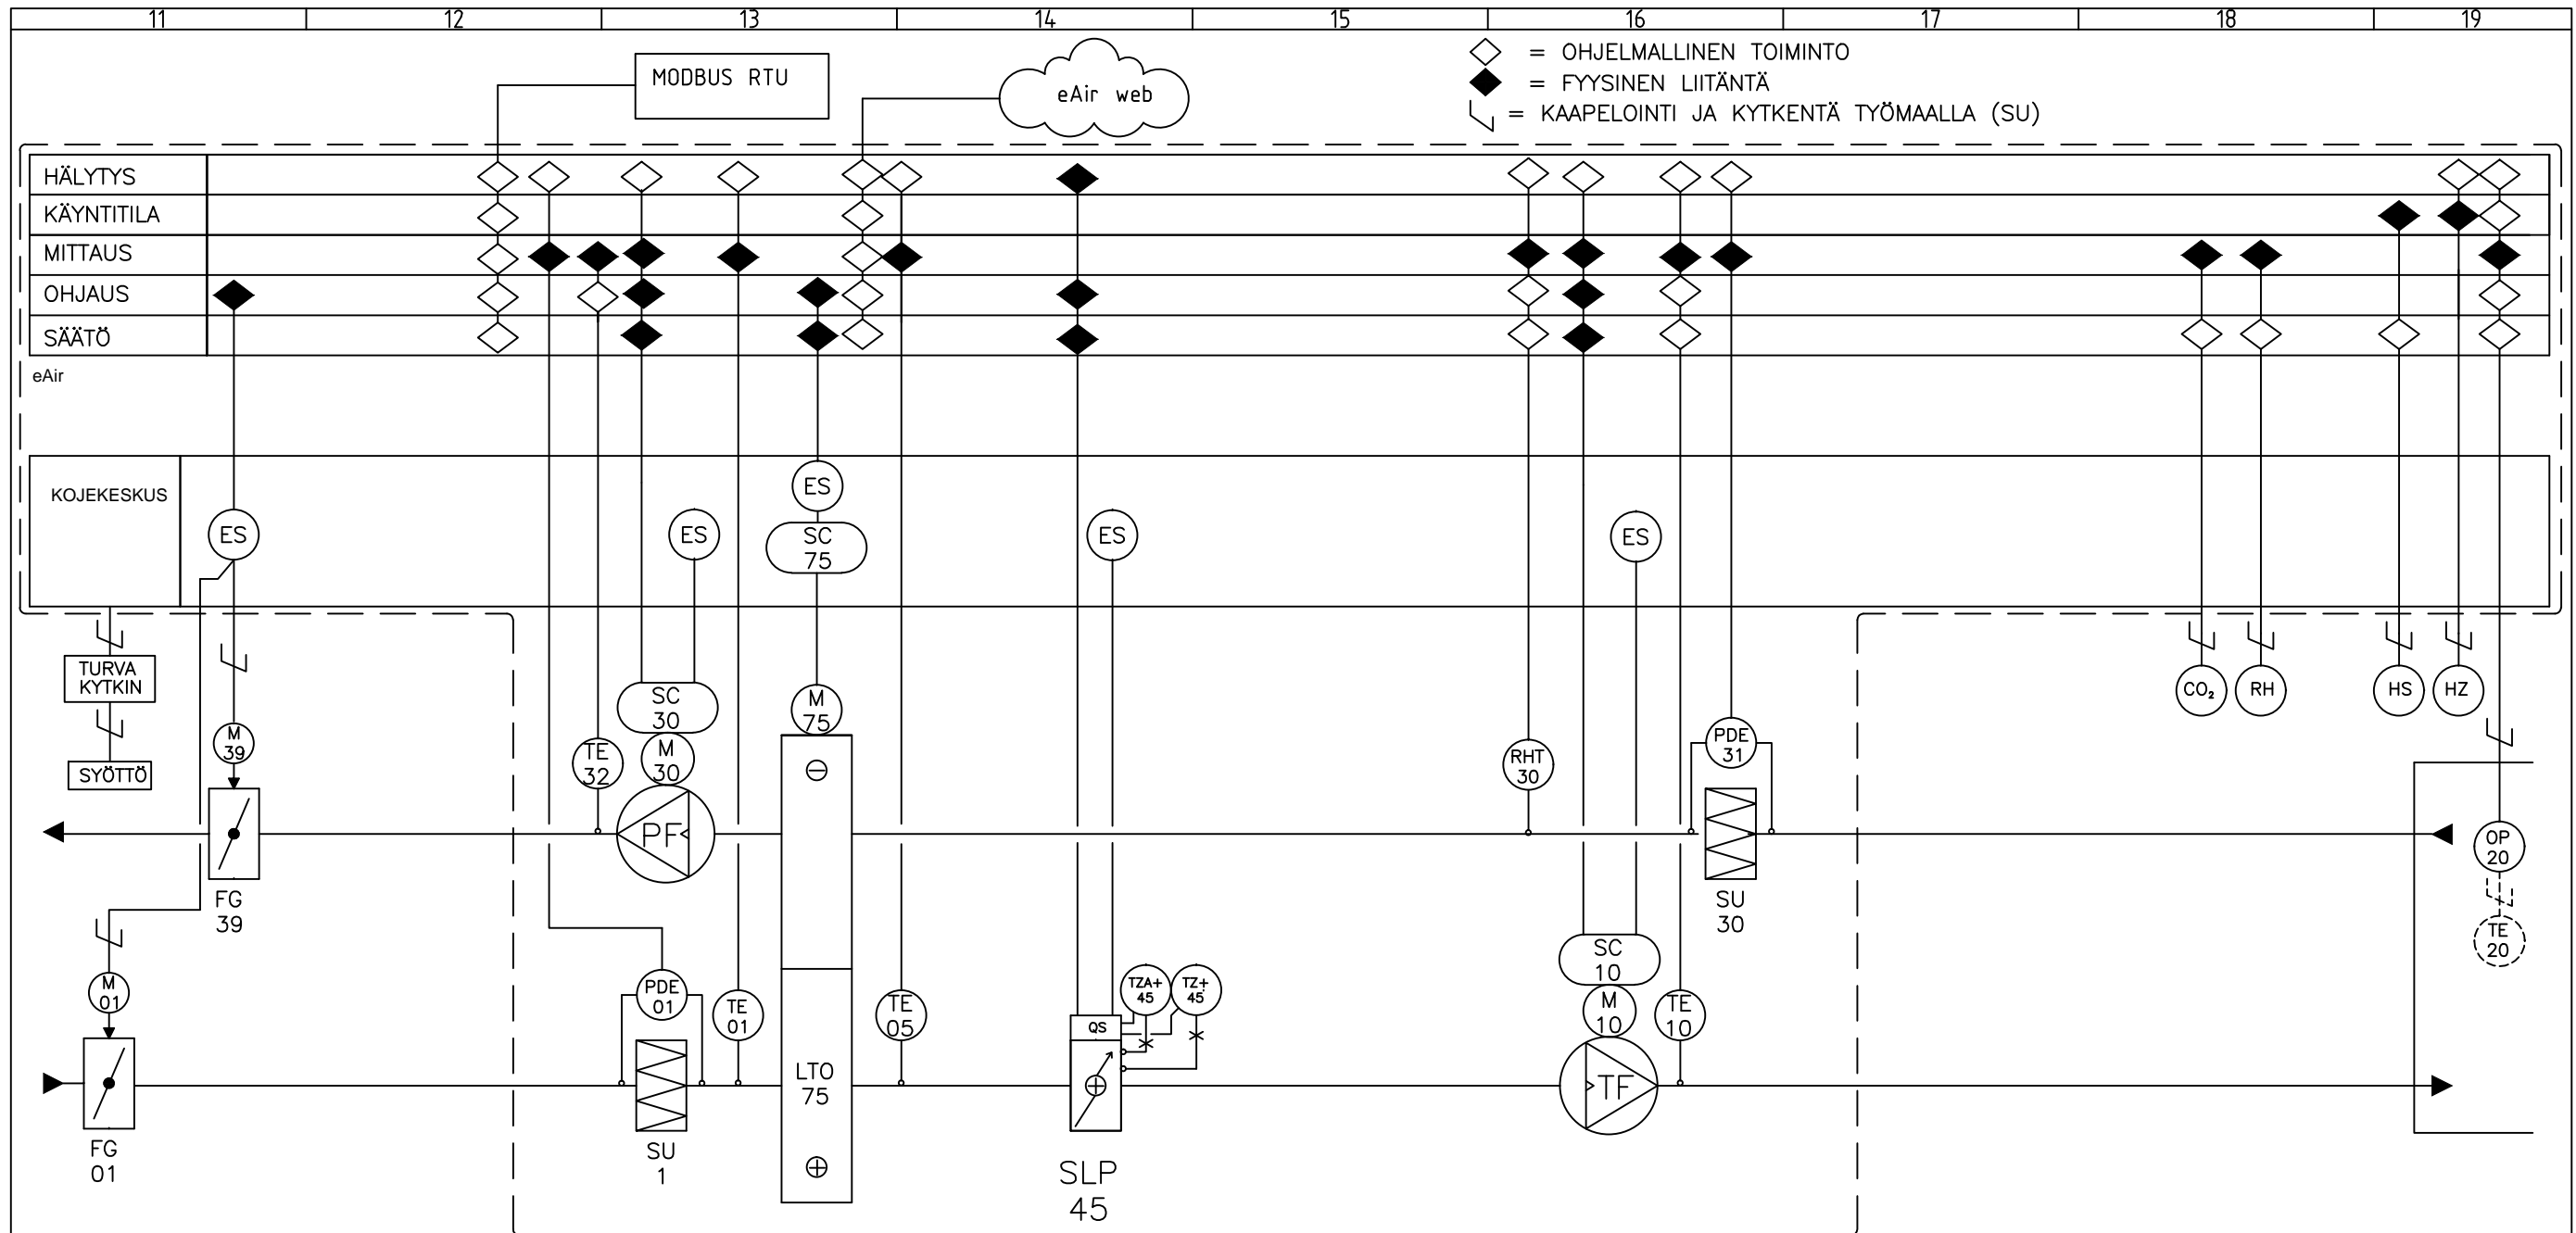 11 12 13 14 15 16 17 18 19
MODBUS RTU
eAir web
= OHJELMALLINEN TOIMINTO
= FYYSINEN LIITÄNTÄ
= KAAPELOINTI JA KYTKENTÄ TYÖMAALLA (SU)
HÄLYTYS
KÄYNTITILA
MITTAUS
OHJAUS
SÄÄTÖ
eAir
KOJEKESKUS
ES
ES
ES
SC
75
ES
ES
TURVA
KYTKIN
SYÖTTÖ
M
39
TE
32
SC
30
M
30
M
75
RHT
30
PDE
31
CO₂
RH
HS
HZ
PF
OP
20
TE
20
FG
39
SU
30
M
01
PDE
01
TE
01
TE
05
TZA+
45
TZ+
45
QS
SC
10
M
10
TE
10
LTO
75
TF
FG
01
SU
1
SLP
45